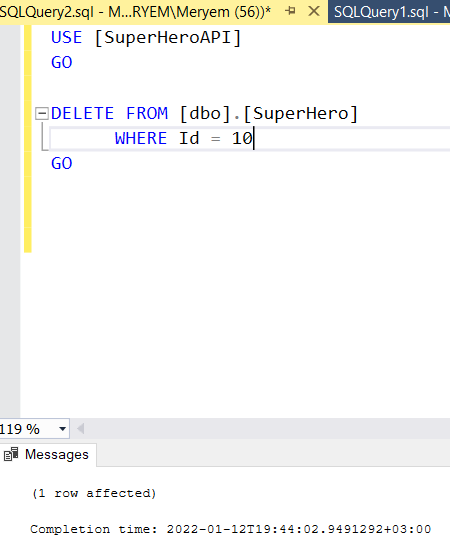 SQLQuery2.sql - M...RYEM\Meryem (56))* SQLQuery1.sql - M
USE [SuperHeroAPI]
GO
DELETE FROM [dbo].[SuperHero]
WHERE Id = 10
GO
119 %
Messages
(1 row affected)
Completion time: 2022-01-12T19:44:02.9491292+03:00